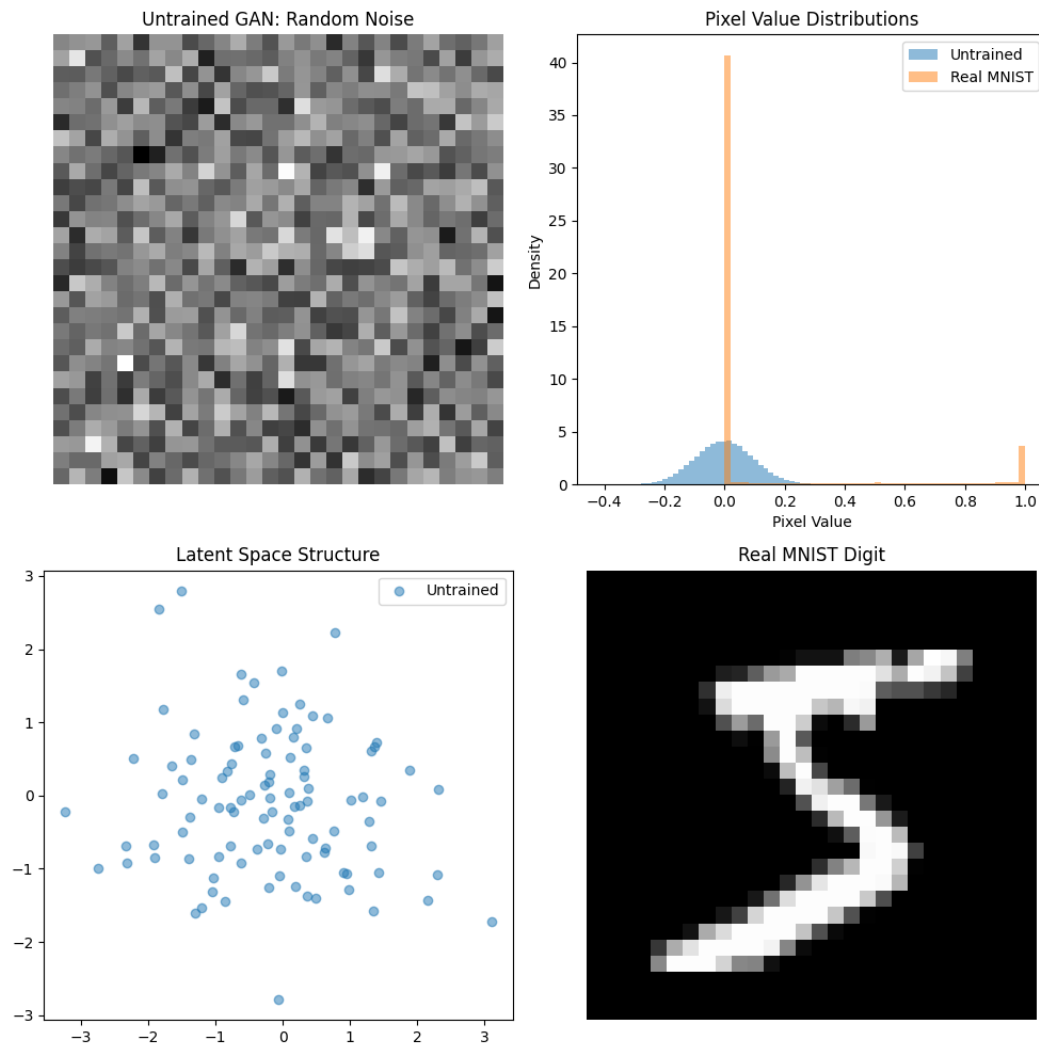 Untrained GAN: Random Noise
Pixel Value Distributions
Untrained
Real MNIST
40
35
30
25
20
15
10
5
0
Density
−0.4 −0.2 0.0 0.2 0.4 0.6 0.8 1.0
Pixel Value
Latent Space Structure
Untrained
3
2
1
0
−1
−2
−3
−3 −2 −1 0 1 2 3
Real MNIST Digit